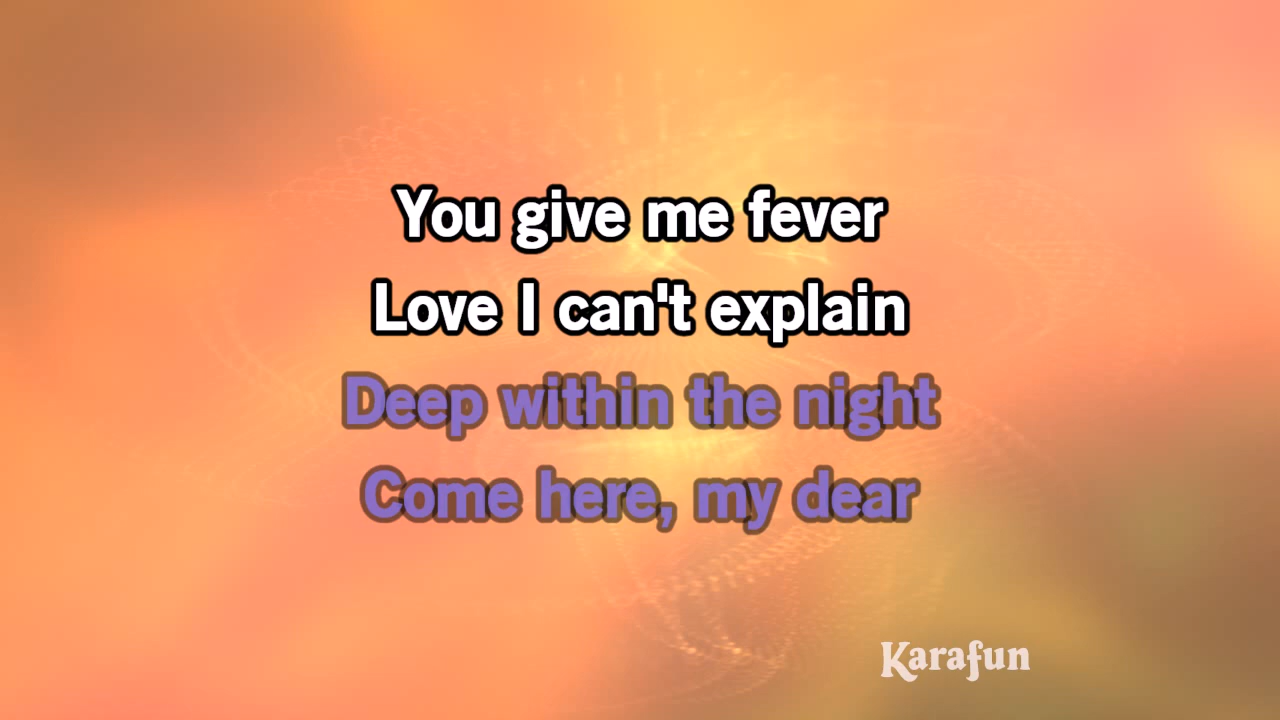 You give me fever
Love I can't explain
Deep within the night
Come here, my dear
Karafun